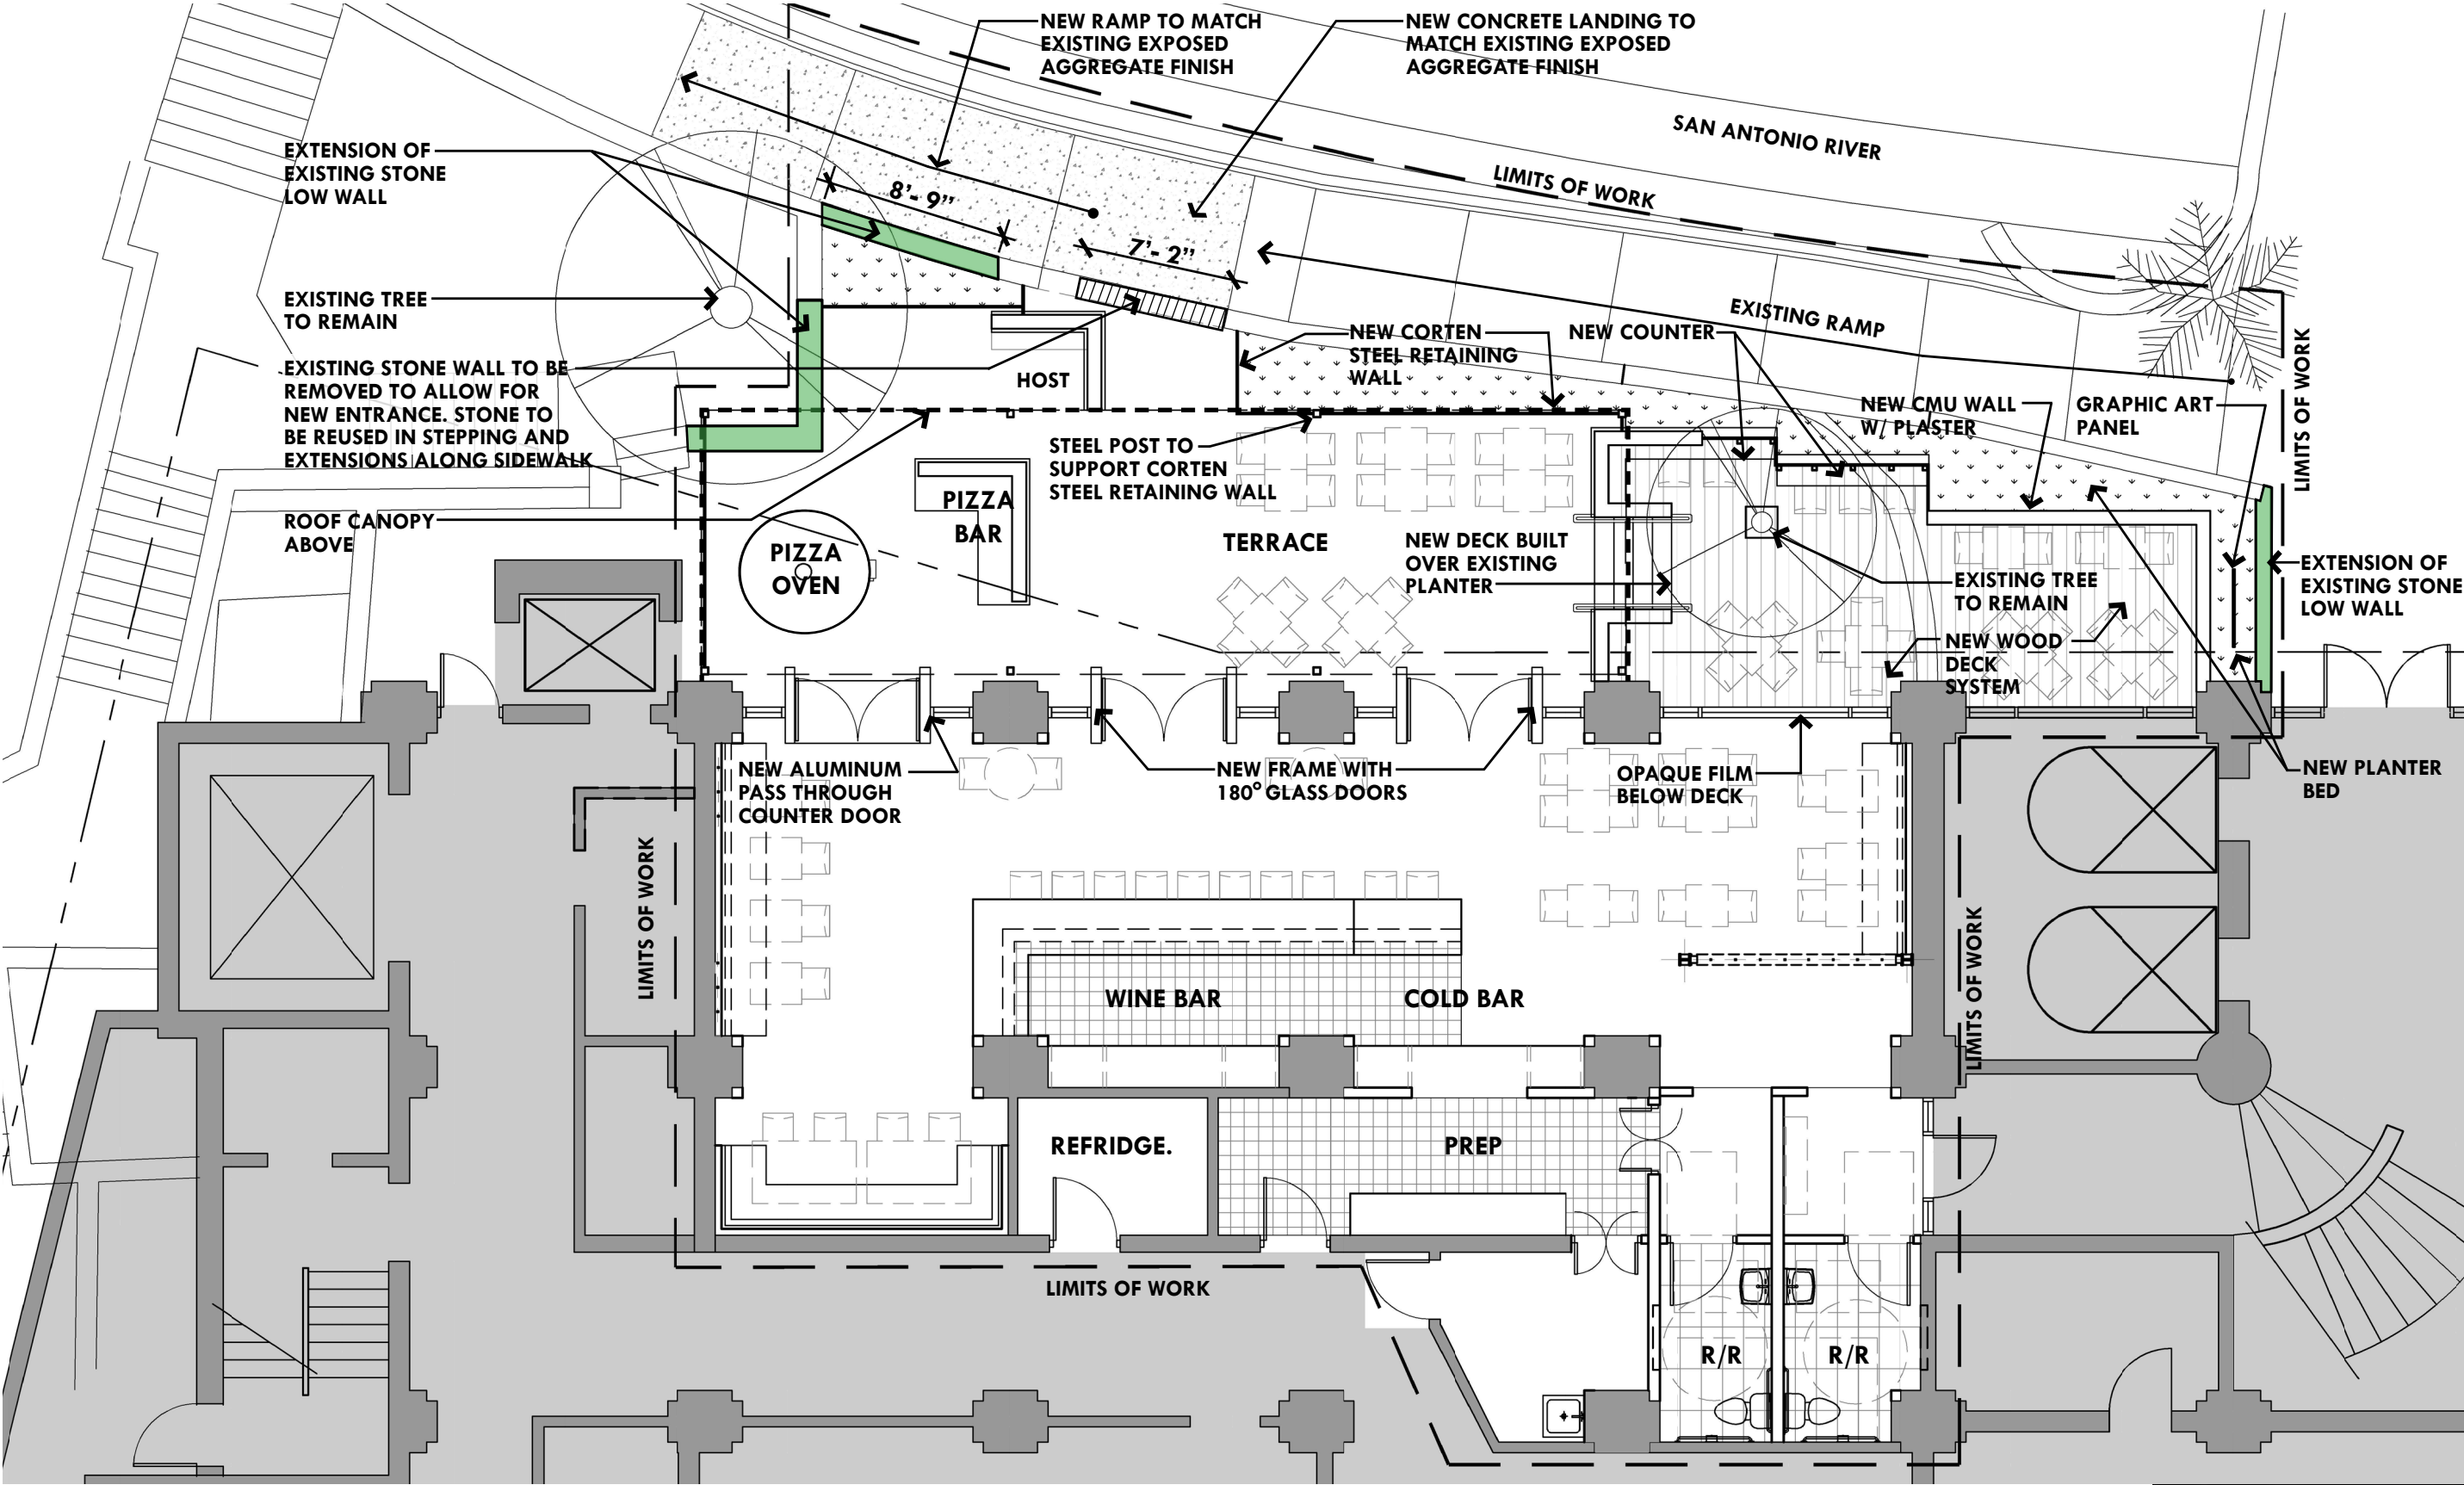 NEW RAMP TO MATCH
EXISTING EXPOSED
AGGREGATE FINISH
NEW CONCRETE LANDING TO
MATCH EXISTING EXPOSED
AGGREGATE FINISH
SAN ANTONIO RIVER
LIMITS OF WORK
EXTENSION OF
EXISTING STONE
LOW WALL
8'- 9"
7'- 2"
EXISTING TREE
TO REMAIN
EXISTING RAMP
LIMITS OF WORK
EXISTING STONE WALL TO BE
REMOVED TO ALLOW FOR
NEW ENTRANCE. STONE TO
BE REUSED IN STEPPING AND
EXTENSIONS ALONG SIDEWALK
HOST
NEW CORTEN
STEEL RETAINING
WALL
NEW COUNTER
NEW CMU WALL
W/ PLASTER
GRAPHIC ART
PANEL
STEEL POST TO
SUPPORT CORTEN
STEEL RETAINING WALL
ROOF CANOPY
ABOVE
PIZZA
BAR
PIZZA
OVEN
TERRACE
NEW DECK BUILT
OVER EXISTING
PLANTER
EXISTING TREE
TO REMAIN
EXTENSION OF
EXISTING STONE
LOW WALL
NEW WOOD
DECK
SYSTEM
NEW ALUMINUM
PASS THROUGH
COUNTER DOOR
NEW FRAME WITH
180° GLASS DOORS
OPAQUE FILM
BELOW DECK
NEW PLANTER
BED
LIMITS OF WORK
LIMITS OF WORK
WINE BAR
COLD BAR
REFRIDGE.
PREP
LIMITS OF WORK
R/R
R/R